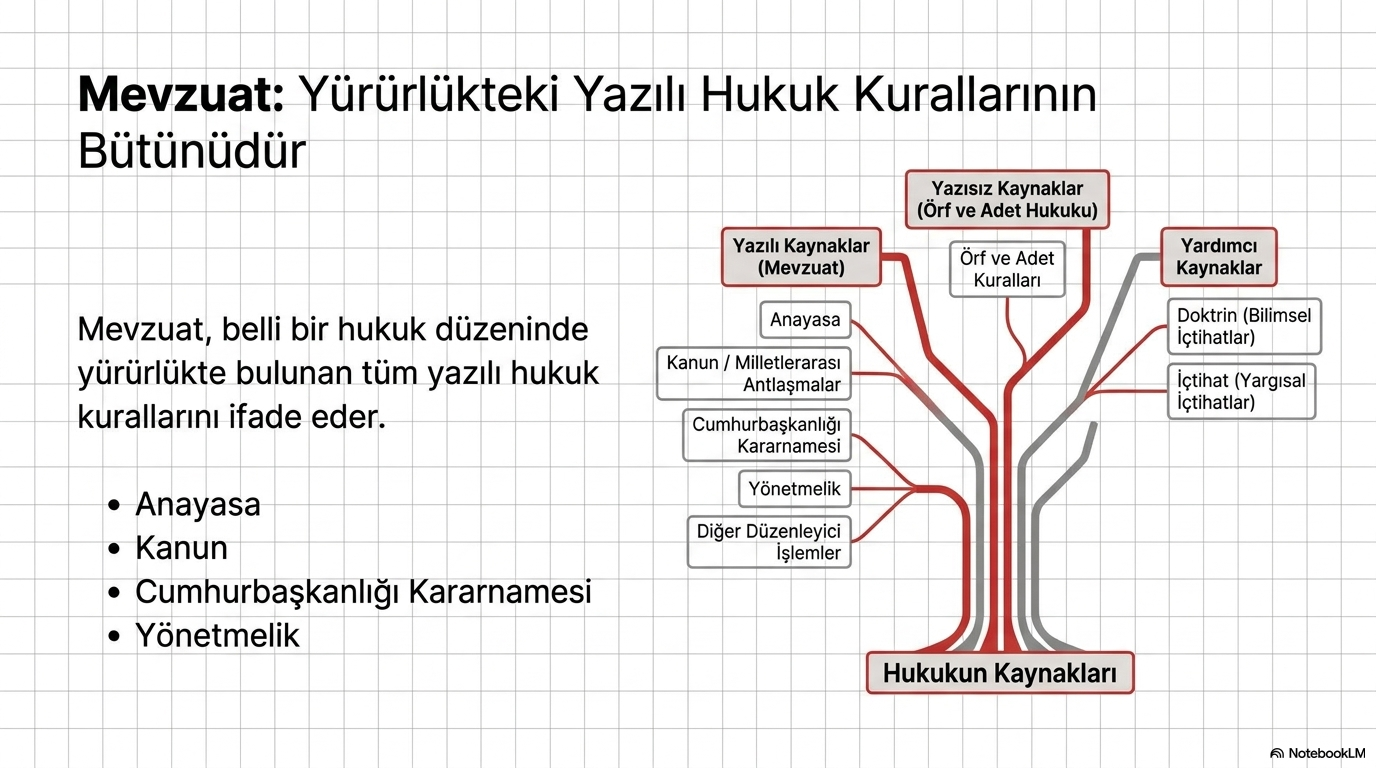 Mevzuat: Yürürlükteki Yazılı Hukuk Kurallarının
Bütünüdür
Mevzuat, belli bir hukuk düzeninde
yürürlükte bulunan tüm yazılı hukuk
kurallarını ifade eder.
• Anayasa
• Kanun
• Cumhurbaşkanlığı Kararnamesi
• Yönetmelik
Yazılı Kaynaklar
(Mevzuat)
Anayasa
Kanun / Milletlerarası
Antlaşmalar
Cumhurbaşkanlığı
Kararnamesi
Yönetmelik
Diğer Düzenleyici
İşlemler
Yazısız Kaynaklar
(Örf ve Adet Hukuku)
Örf ve Adet
Kuralları
Yardımcı
Kaynaklar
Doktrin (Bilimsel
İçtihatlar)
İçtihat (Yargısal
İçtihatlar)
Hukukun Kaynakları
NotebookLM